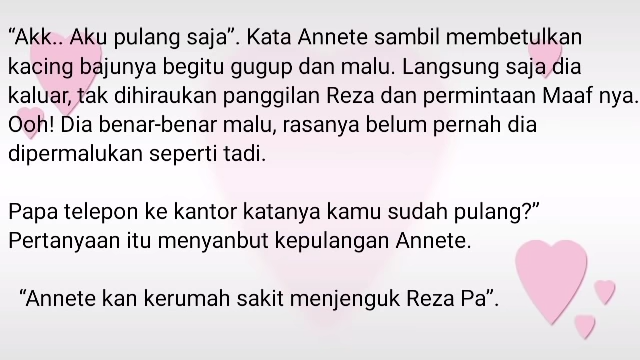 “Akk.. Aku pulang saja”. Kata Annete sambil membetulkan
kacing bajunya begitu gugup dan malu. Langsung saja dia
kaluar, tak dihiraukan panggilan Reza dan permintaan Maaf nya.
Ooh! Dia benar-benar malu, rasanya belum pernah dia
dipermalukan seperti tadi.
Papa telepon ke kantor katanya kamu sudah pulang?”
Pertanyaan itu menyanbut kepulangan Annete.
“Annete kan kerumah sakit menjenguk Reza Pa”.